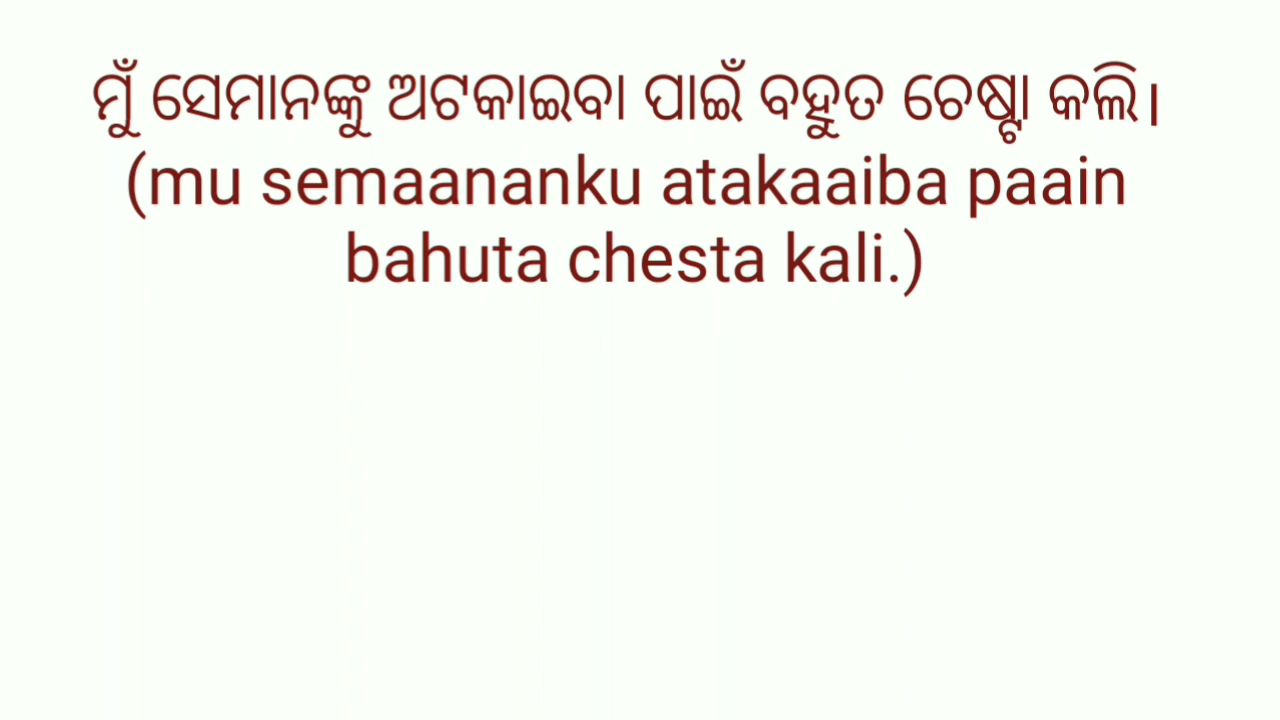 ମୁଁ ସେମାନଙ୍କୁ ଅଟକାଇବା ପାଇଁ ବହୁତ ଚେଷ୍ଟା କଲି।
(mu semaananku atakaaiba paain
bahuta chesta kali.)